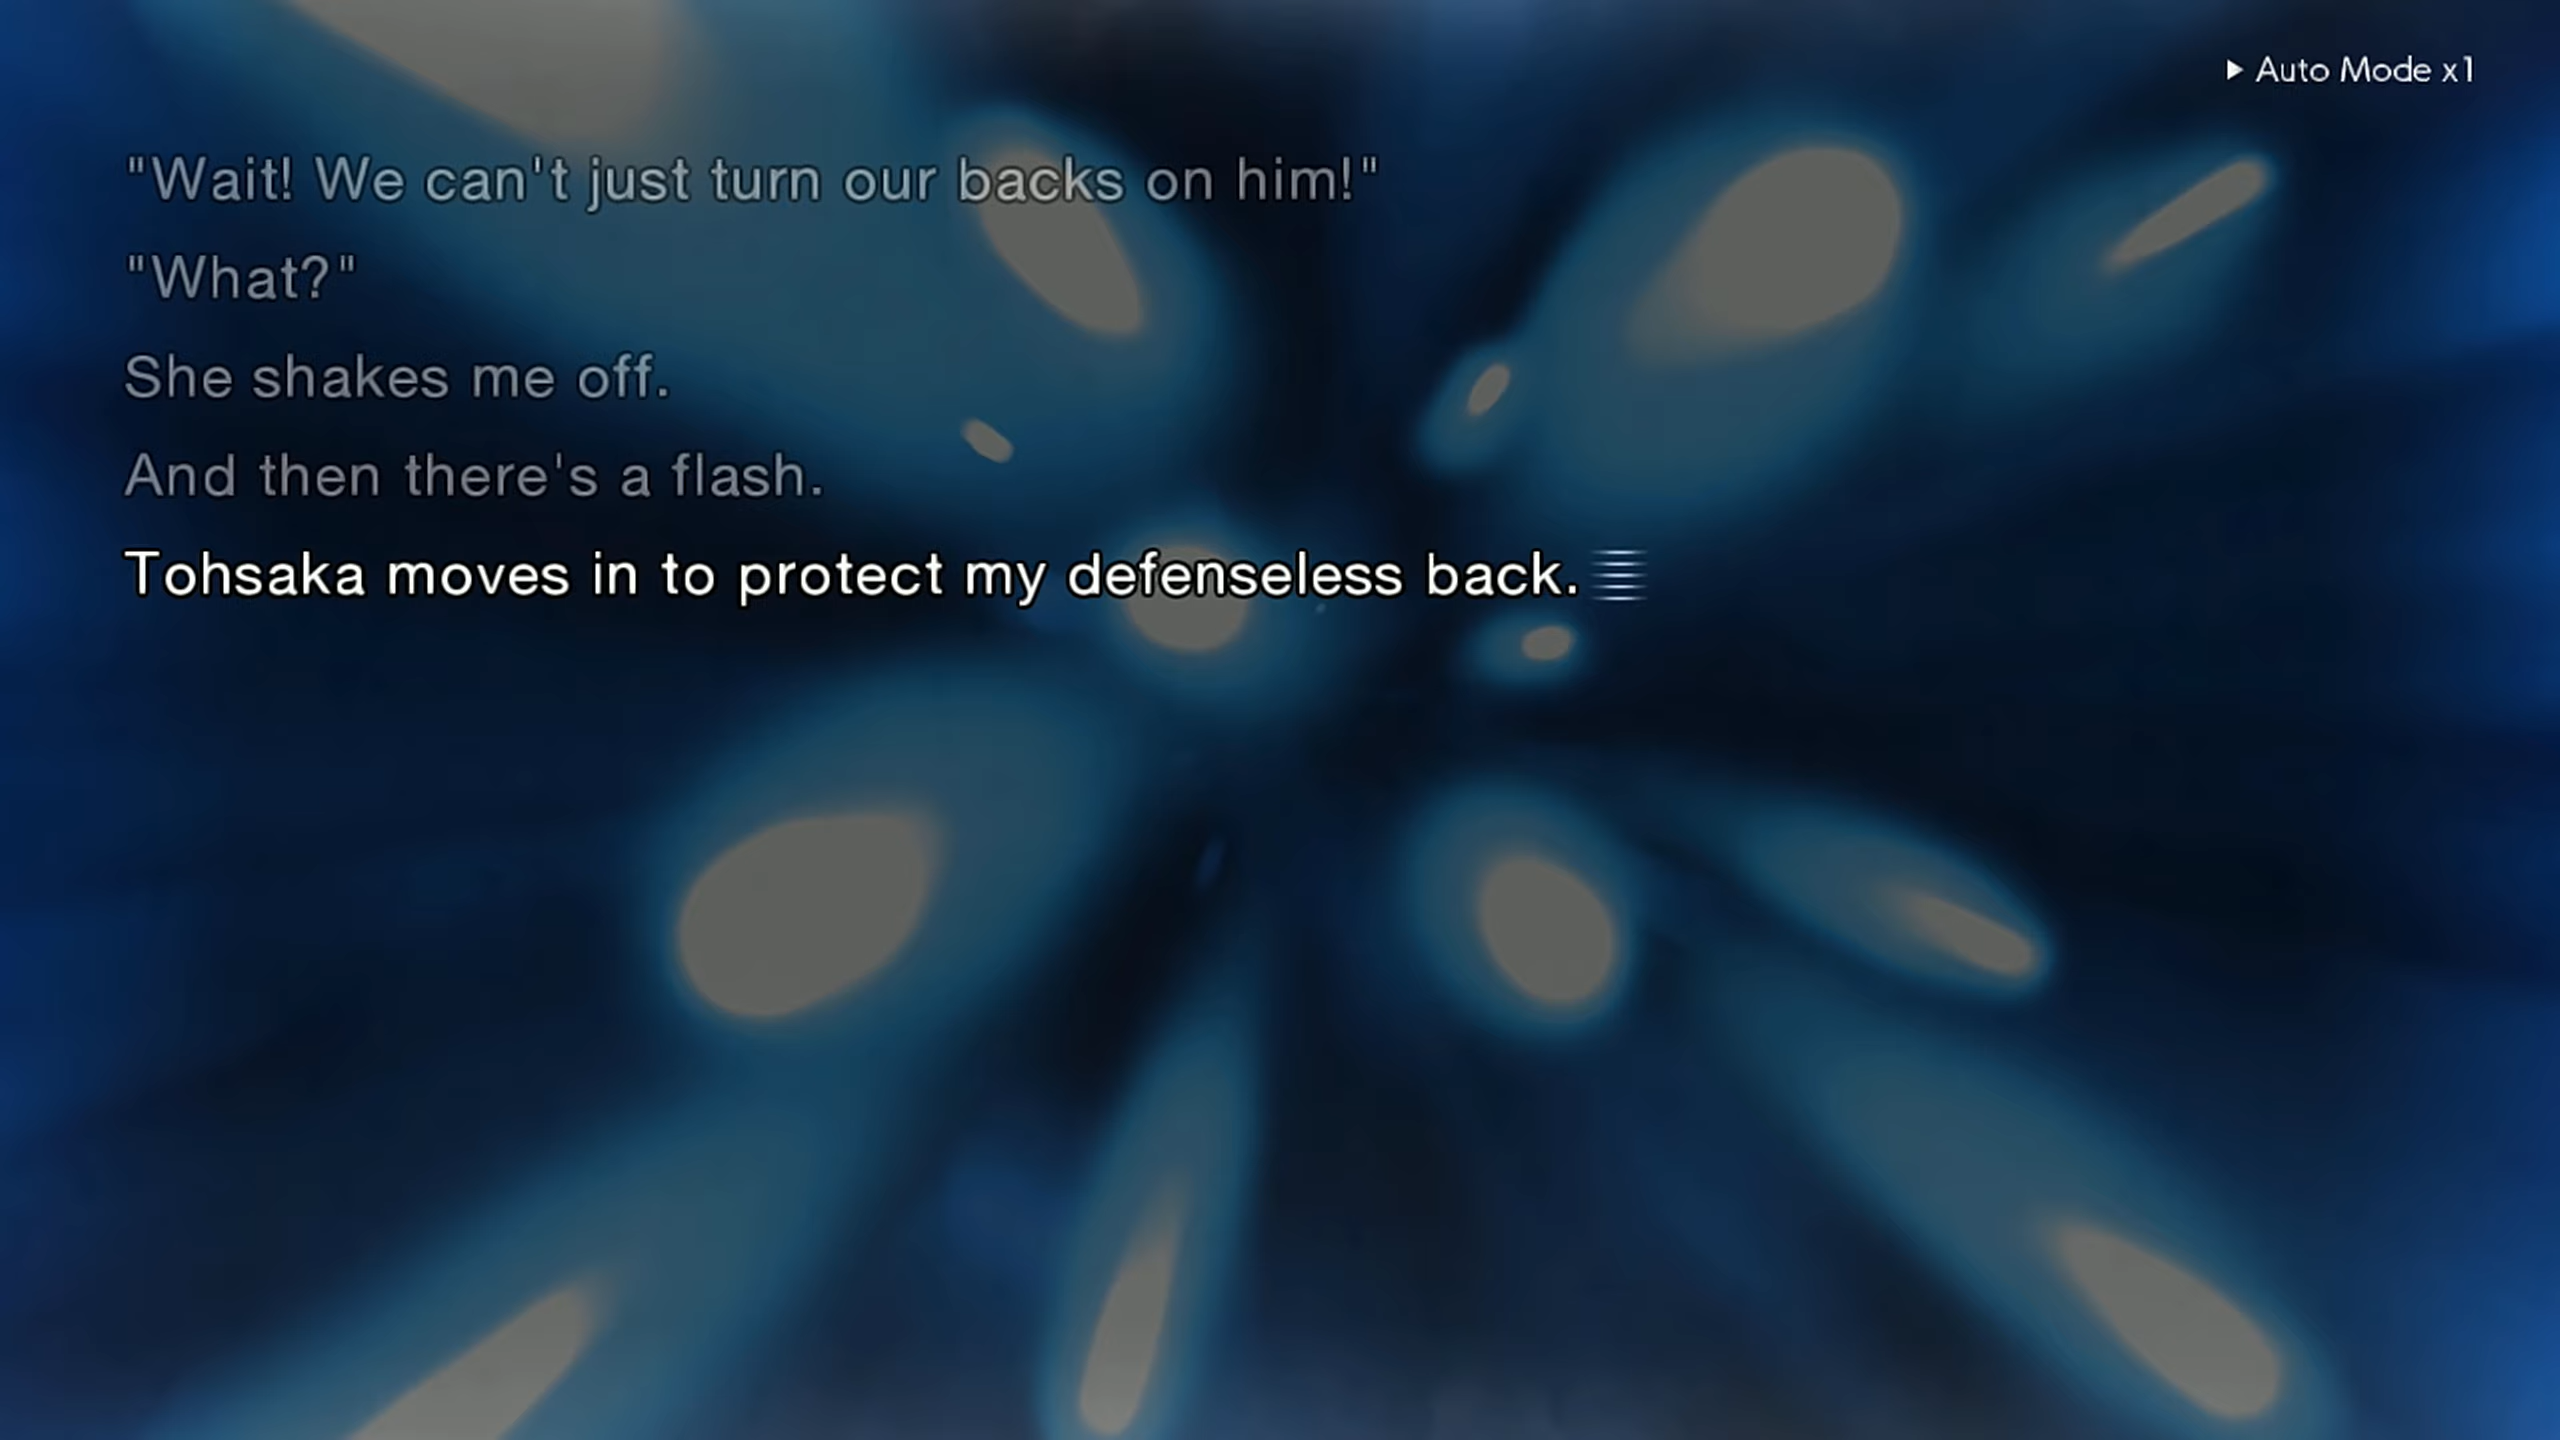 Auto Mode x1
"Wait! We can't just turn our backs on him!"
"What?"
She shakes me off.
And then there's a flash.
Tohsaka moves in to protect my defenseless back.